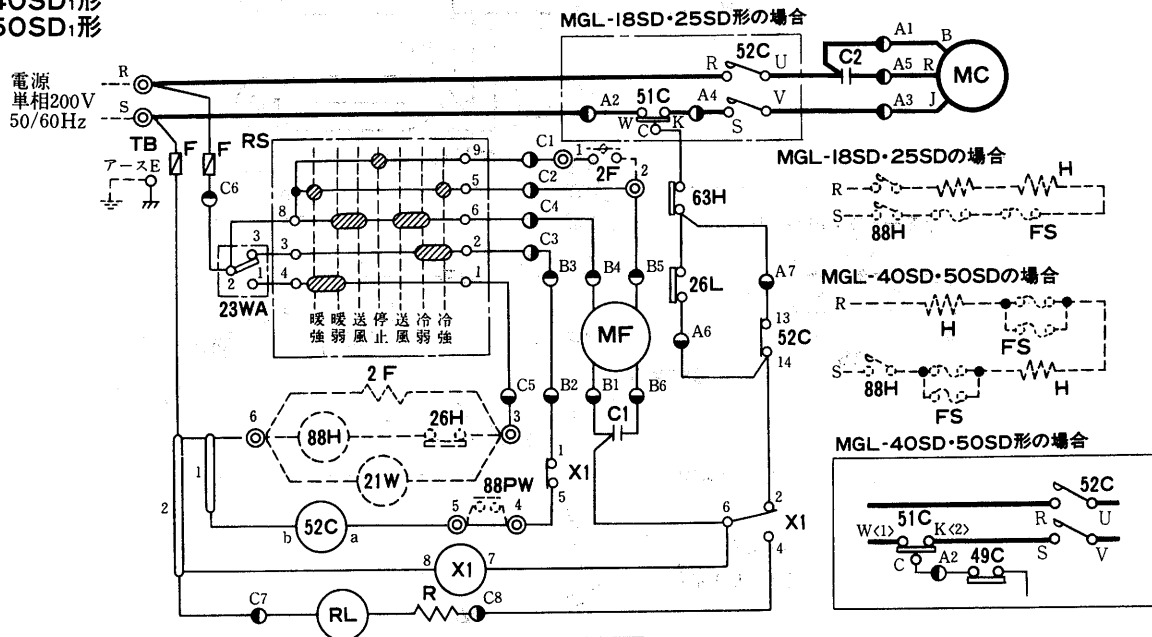 40SD1形
50SD1形
MGL-18SD・25SD形の場合
電源
単相200V
50/60Hz
R
S
TB
アースE
F
F
C6
RS
R
52C
U
C2
A1
B
A5
R
MC
A2
51C
A4
W
K
C
S
V
A3
J
C1
1
2F
2
9
C2
5
8
6
C4
3
3
2
C3
1
2
4
1
23WA
暖強
暖弱
送風
停止
送風
冷弱
冷強
B3
B4
B5
MF
63H
26L
A6
A7
13
52C
14
MGL-18SD・25SDの場合
R
H
S
88H
FS
MGL-40SD・50SDの場合
R
H
FS
S
88H
FS
H
2F
C5
B2
B1
B6
C1
6
88H
26H
3
21W
1
X1
5
88PW
5
4
1
2
b
52C
a
6
2
X1
4
8
X1
7
C7
RL
R
C8
MGL-40SD・50SD形の場合
52C
R
U
W<1>
51C
K<2>
S
V
C
A2
49C